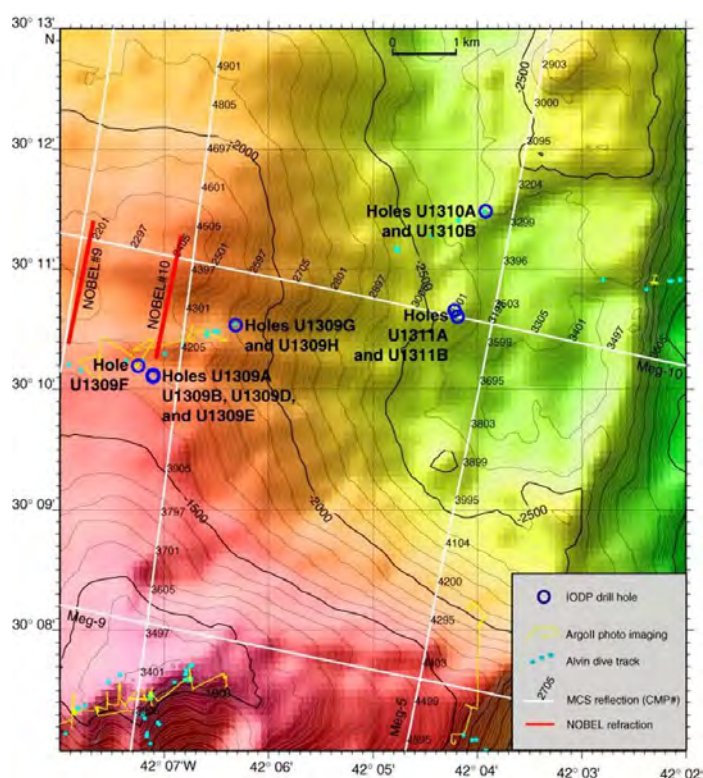 30° 13'
N
0
1 km
4901
4805
4697
4601
4505
4397
4301
4205
-2000
-2500
2903
3000
3095
3204
3299
3396
3503
3599
3695
3803
3899
3995
4104
4200
4295
4403
4499
30° 12'
Holes U1310A
and U1310B
30° 11'
2201
2297
2501
2597
2705
2801
2897
3305
3401
3497
NOBEL#9
NOBEL#10
Holes U1309G
and U1309H
Holes
U1311A
and U1311B
Meg-10
Hole
U1309F
Holes U1309A
U1309B, U1309D,
and U1309E
30° 10'
3905
3797
3701
3605
3497
3401
-1500
-2000
-2500
30° 09'
30° 08'
Meg-9
Meg-5
IODP drill hole
ArgoII photo imaging
Alvin dive track
2705
MCS reflection (CMP#)
NOBEL refraction
42° 07'W
42° 06'
42° 05'
42° 04'
42° 03'
42° 02'